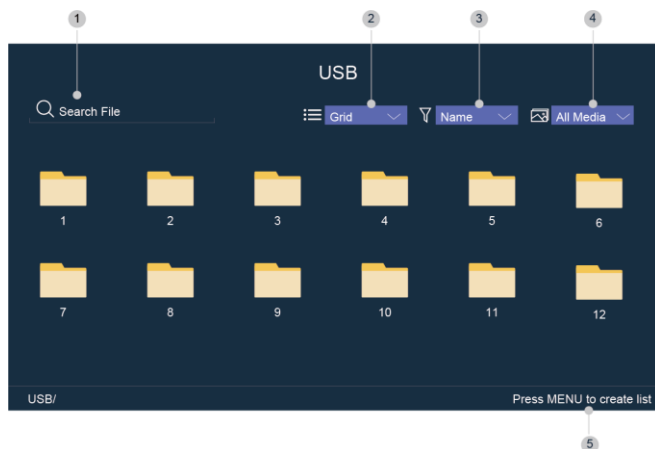 1 2 3 4
USB
Search File Grid Name All Media
1 2 3 4 5 6
7 8 9 10 11 12
USB/ Press MENU to create list
5